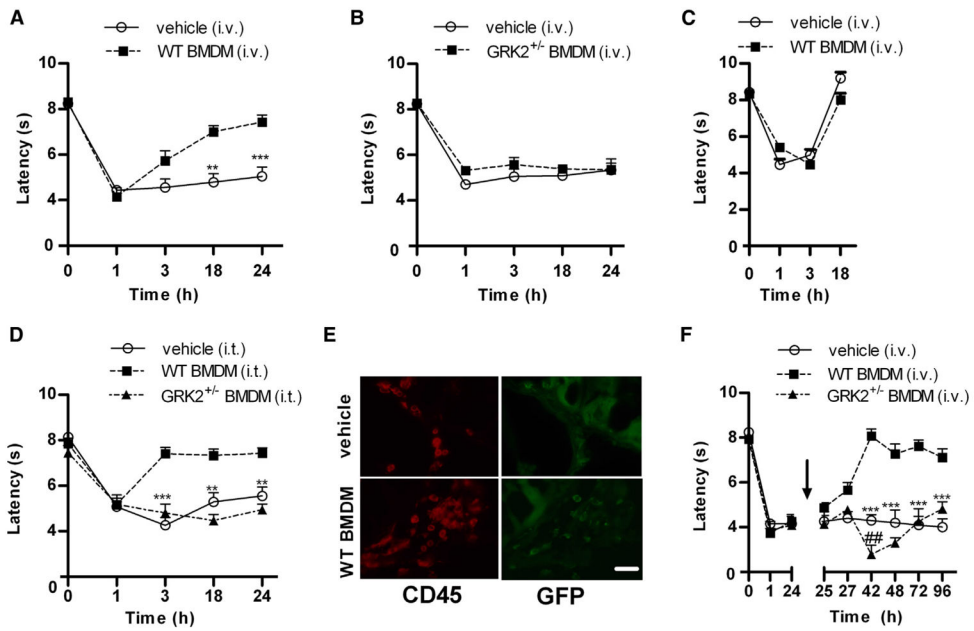 A
vehicle (i.v.)
WT BMDM (i.v.)
Latency (s)
10
8
6
4
0
0 1 3 18 24
** ***
Time (h)
B
vehicle (i.v.)
GRK2+/- BMDM (i.v.)
Latency (s)
10
8
6
4
0
0 1 3 18 24
Time (h)
C
vehicle (i.v.)
WT BMDM (i.v.)
Latency (s)
10
8
6
4
2
0
0 1 3 18
Time (h)
D
vehicle (i.t.)
WT BMDM (i.t.)
GRK2+/- BMDM (i.t.)
Latency (s)
10
8
6
4
0
*** ** **
0 1 3 18 24
Time (h)
E
vehicle
WT BMDM
CD45 GFP
F
vehicle (i.v.)
WT BMDM (i.v.)
GRK2+/- BMDM (i.v.)
Latency (s)
10
8
6
4
0
*** *** *** ***
##
0 1 24 25 27 42 48 72 96
Time (h)